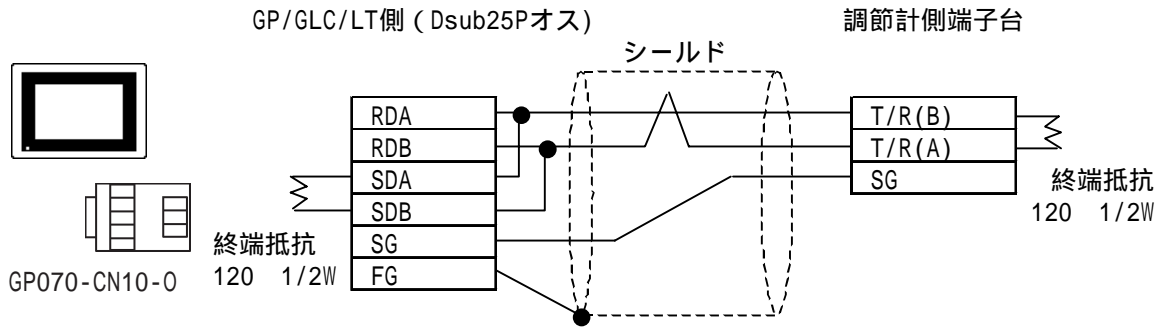 GP/GLC/LT側 (Dsub25Pオス)
調節計側端子台
シールド
RDA
RDB
SDA
SDB
SG
FG
T/R(B)
T/R(A)
SG
終端抵抗
120 1/2W
終端抵抗
120 1/2W
GP070-CN10-O